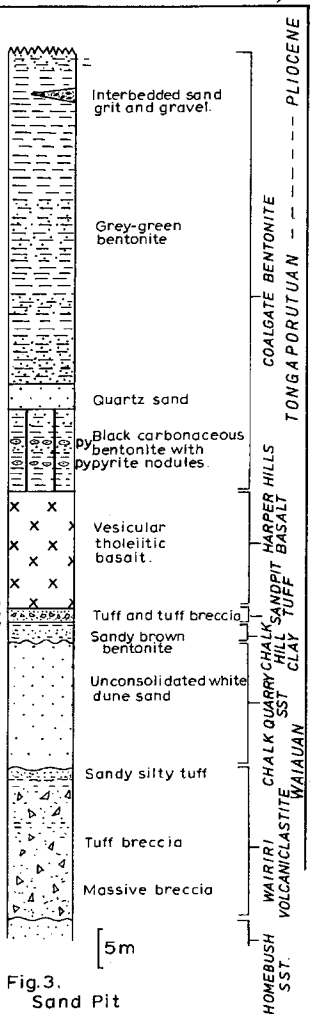 Interbedded sand
grit and gravel.
Grey-green
bentonite
Quartz sand
py Black carbonaceous
bentonite with
py pyrite nodules.
Vesicular
tholeiitic
basalt.
Tuff and tuff breccia
Sandy brown
bentonite
Unconsolidated white
dune sand
Sandy silty tuff
Tuff breccia
Massive breccia
5m
Fig.3.
Sand Pit
COALGATE BENTONITE
HARPER HILLS
BASALT
SANDPIT
TUFF
CHALK
HILL
CLAY
CHALK QUARRY
SST
WAIRIRI
VOLCANICLASTITE
HOMEBUSH
SST.
PLIOCENE
TONGAPORUTUAN
WAIAUAN